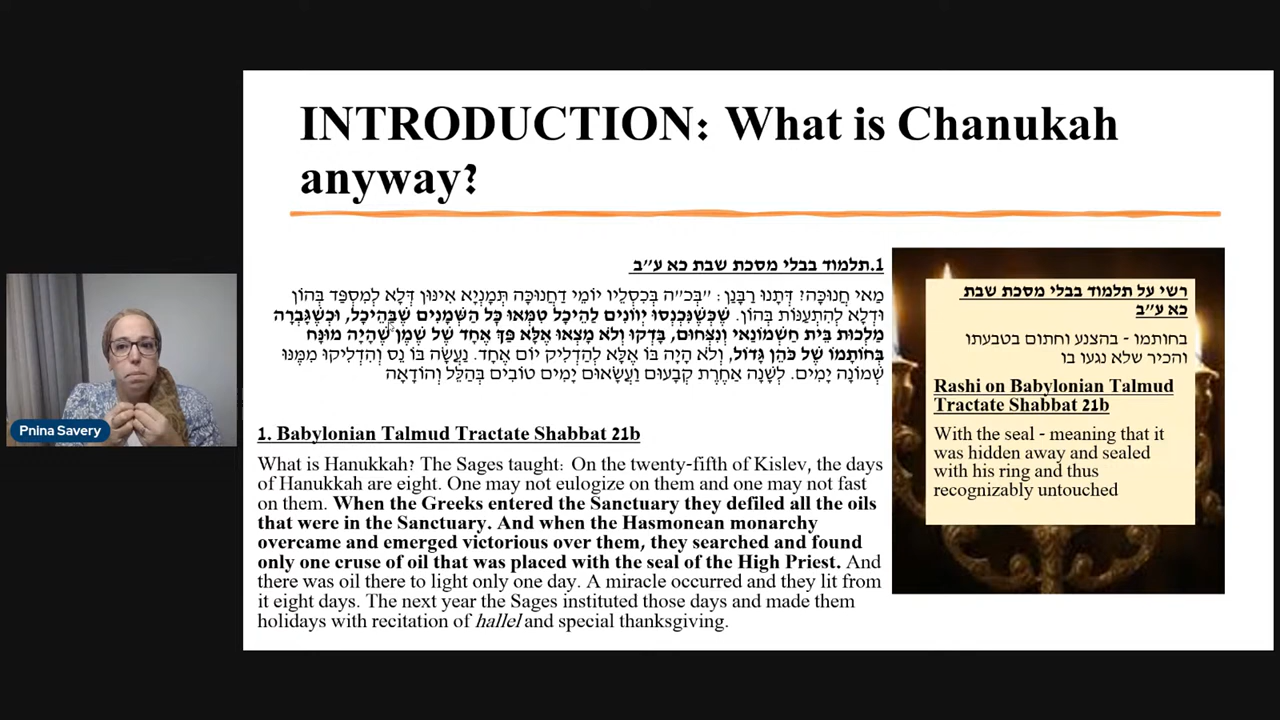 INTRODUCTION: What is Chanukah
anyway?
1.תלמוד בבלי מסכת שבת כא ע״ב
מַאי חֲנוּכָּה? דְּתָנוּ רַבָּנַן: ״בְּכ״ה בְּכִסְלֵיו יוֹמֵי דַחֲנוּכָּה תְּמָנְיָא אִינּוּן דְּלָא לְמִסְפַּד בְּהוֹן
וּדְלָא לְהִתְעַנּוֹת בְּהוֹן. שֶׁכְּשֶׁנִּכְנְסוּ יְווֹנִים לַהֵיכָל טִמְּאוּ כׇּל הַשְּׁמָנִים שֶׁבַּהֵיכָל, וּכְשֶׁגָּבְרָה
מַלְכוּת בֵּית חַשְׁמוֹנַאי וְנִצְּחוּם, בָּדְקוּ וְלֹא מָצְאוּ אֶלָּא פַּךְ אֶחָד שֶׁל שֶׁמֶן שֶׁהָיָה מוּנָּח
בְּחוֹתָמוֹ שֶׁל כֹּהֵן גָּדוֹל, וְלֹא הָיָה בּוֹ אֶלָּא לְהַדְלִיק יוֹם אֶחָד. נַעֲשָׂה בּוֹ נֵס וְהִדְלִיקוּ מִמֶּנּוּ
שְׁמוֹנָה יָמִים. לְשָׁנָה אַחֶרֶת קְבָעוּם וַעֲשָׂאוּם יָמִים טוֹבִים בְּהַלֵּל וְהוֹדָאָה
1. Babylonian Talmud Tractate Shabbat 21b
What is Hanukkah? The Sages taught: On the twenty-fifth of Kislev, the days
of Hanukkah are eight. One may not eulogize on them and one may not fast
on them. When the Greeks entered the Sanctuary they defiled all the oils
that were in the Sanctuary. And when the Hasmonean monarchy
overcame and emerged victorious over them, they searched and found
only one cruse of oil that was placed with the seal of the High Priest. And
there was oil there to light only one day. A miracle occurred and they lit from
it eight days. The next year the Sages instituted those days and made them
holidays with recitation of hallel and special thanksgiving.
רשי על תלמוד בבלי מסכת שבת
כא ע״ב
בחותמו - בהצנע וחתום בטבעתו
והכיר שלא נגעו בו
Rashi on Babylonian Talmud
Tractate Shabbat 21b
With the seal - meaning that it
was hidden away and sealed
with his ring and thus
recognizably untouched
Pnina Savery